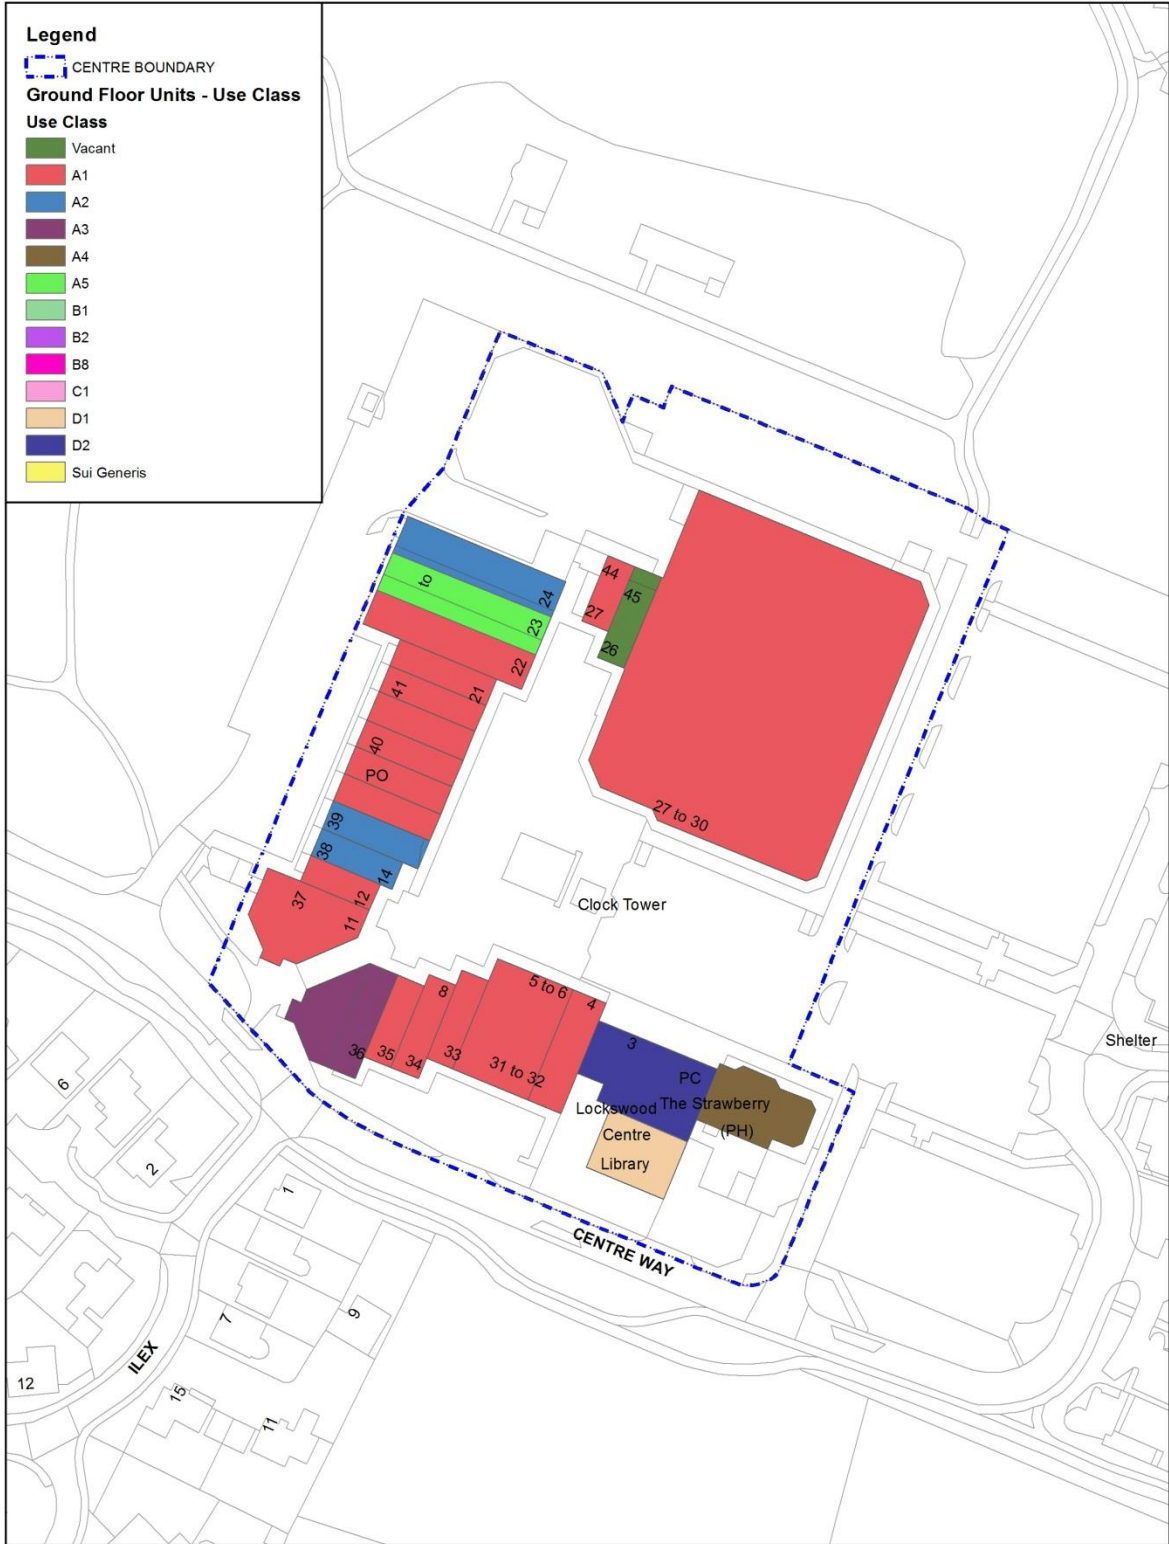 Legend
CENTRE BOUNDARY
Ground Floor Units - Use Class
Use Class
Vacant
A1
A2
A3
A4
A5
B1
B2
B8
C1
D1
D2
Sui Generis
44
to
45
24
27
23
26
22
41
21
40
PO
27 to 30
39
38
14
37
12
Clock Tower
11
8
5 to 6
4
36
35
34
33
31 to 32
3
PC
Shelter
Lockswood
The Strawberry
Centre
(PH)
Library
6
2
1
CENTRE WAY
7
9
ILEX
12
15
11